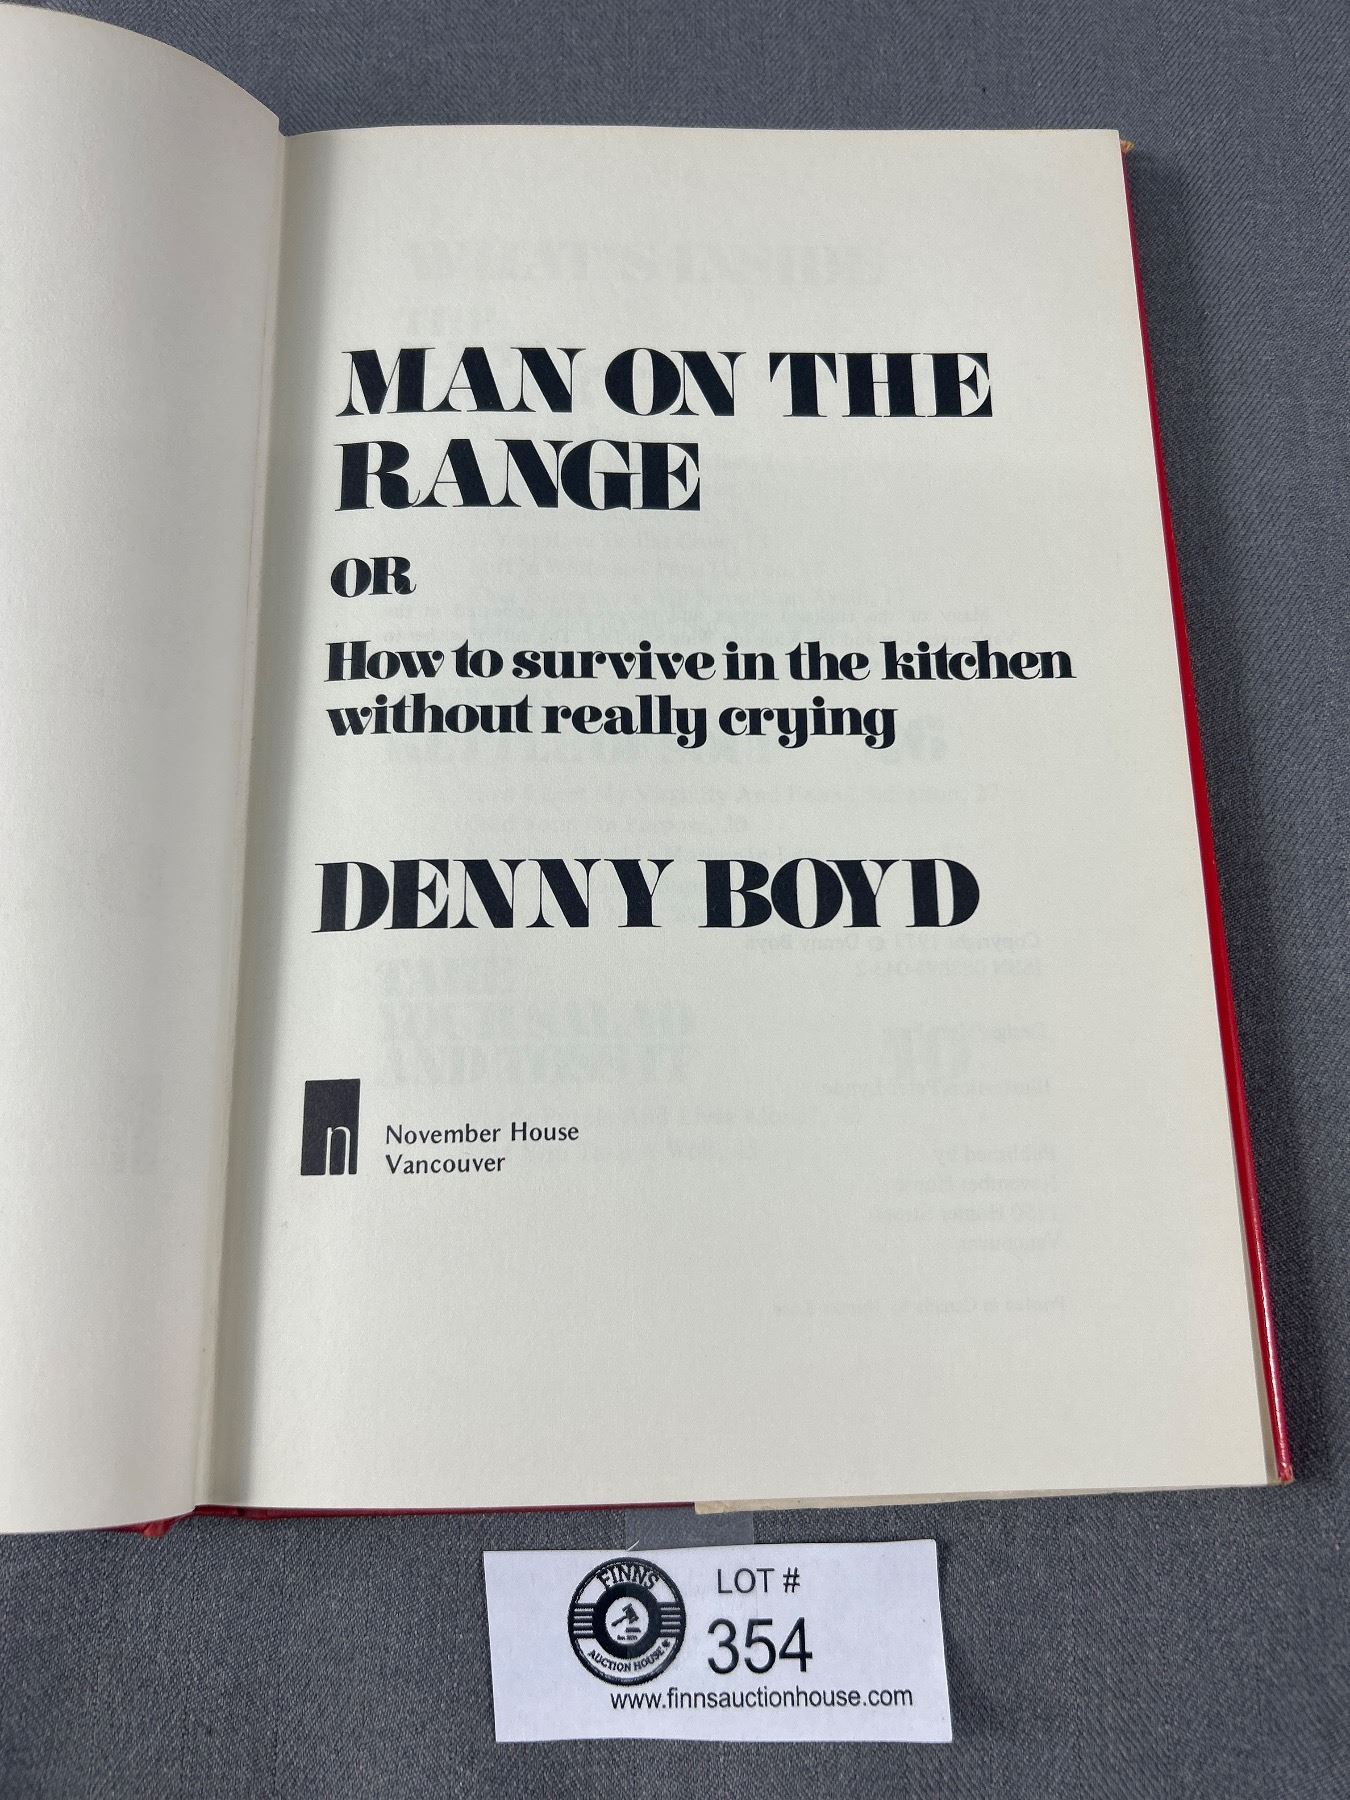 MAN ON THE
RANGE
OR
How to survive in the kitchen
without really crying
DENNY BOYD
n
November House
Vancouver
FINNS
AUCTION HOUSE
LOT #
354
www.finnsauctionhouse.com